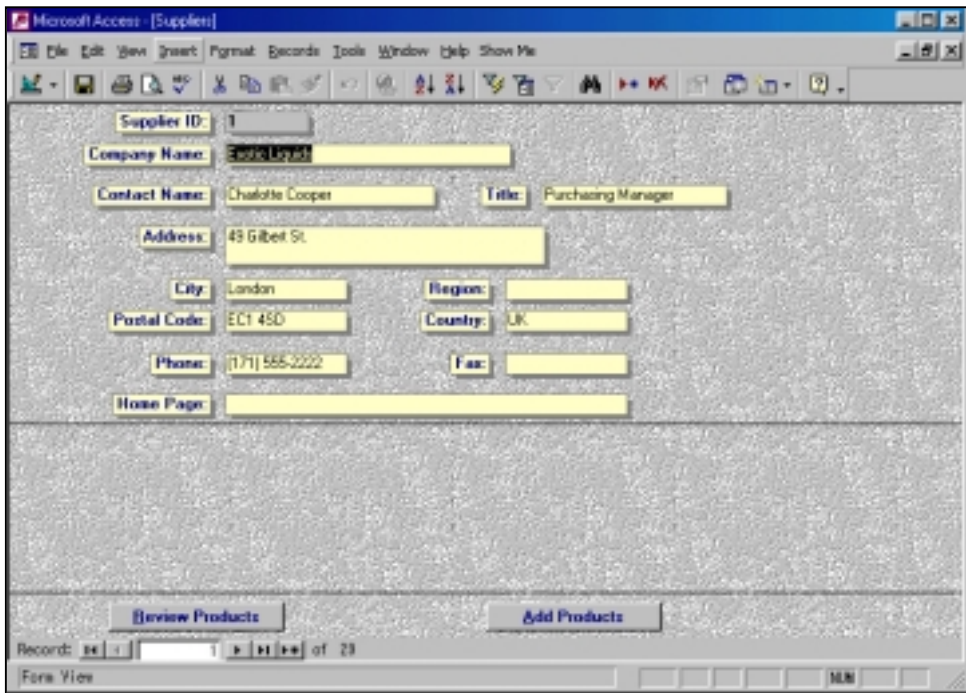 Microsoft Access - [Suppliers]
File Edit View Insert Format Records Tools Window Help Show Me
Supplier ID: 1
Company Name: Exotic Liquids
Contact Name: Charlotte Cooper Title: Purchasing Manager
Address: 49 Gilbert St.
City: London Region:
Postal Code: EC1 4SD Country: UK
Phone: (171) 555-2222 Fax:
Home Page:
Review Products Add Products
Record: 1 of 29
Form View NUM